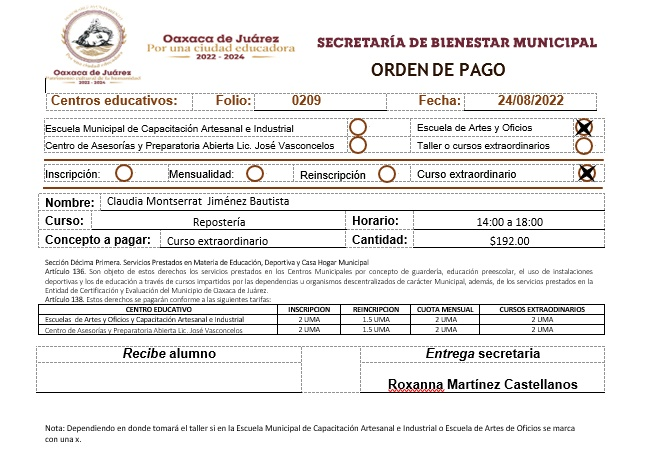 Oaxaca de Juárez
Por una ciudad educadora
2022 - 2024
SECRETARÍA DE BIENESTAR MUNICIPAL
Oaxaca de Juárez
2022 - 2024
ORDEN DE PAGO
Centros educativos: Folio: 0209 Fecha: 24/08/2022
Escuela Municipal de Capacitación Artesanal e Industrial Escuela de Artes y Oficios
Centro de Asesorías y Preparatoria Abierta Lic. José Vasconcelos Taller o cursos extraordinarios
Inscripción: Mensualidad: Reinscripción Curso extraordinario
Nombre: Claudia Montserrat Jiménez Bautista
Curso: Repostería Horario: 14:00 a 18:00
Concepto a pagar: Curso extraordinario Cantidad: $192.00
Sección Décima Primera. Servicios Prestados en Materia de Educación, Deportiva y Casa Hogar Municipal
Artículo 136. Son objeto de estos derechos los servicios prestados en los Centros Municipales por concepto de guardería, educación preescolar, el uso de instalaciones
deportivas y los de educación a través de cursos impartidos por las dependencias u organismos descentralizados de carácter Municipal, además, de los servicios prestados en la
Entidad de Certificación y Evaluación del Municipio de Oaxaca de Juárez.
Artículo 138. Estos derechos se pagarán conforme a las siguientes tarifas:
CENTRO EDUCATIVO INSCRIPCION REINCRIPCION CUOTA MENSUAL CURSOS EXTRAODINARIOS
Escuelas de Artes y Oficios y Capacitación Artesanal e Industrial 2 UMA 1.5 UMA 2 UMA 2 UMA
Centro de Asesorías y Preparatoria Abierta Lic. José Vasconcelos 2 UMA 1.5 UMA 2 UMA 2 UMA
Recibe alumno Entrega secretaria
Roxanna Martínez Castellanos
Nota: Dependiendo en donde tomará el taller si en la Escuela Municipal de Capacitación Artesanal e Industrial o Escuela de Artes de Oficios se marca
con una x.